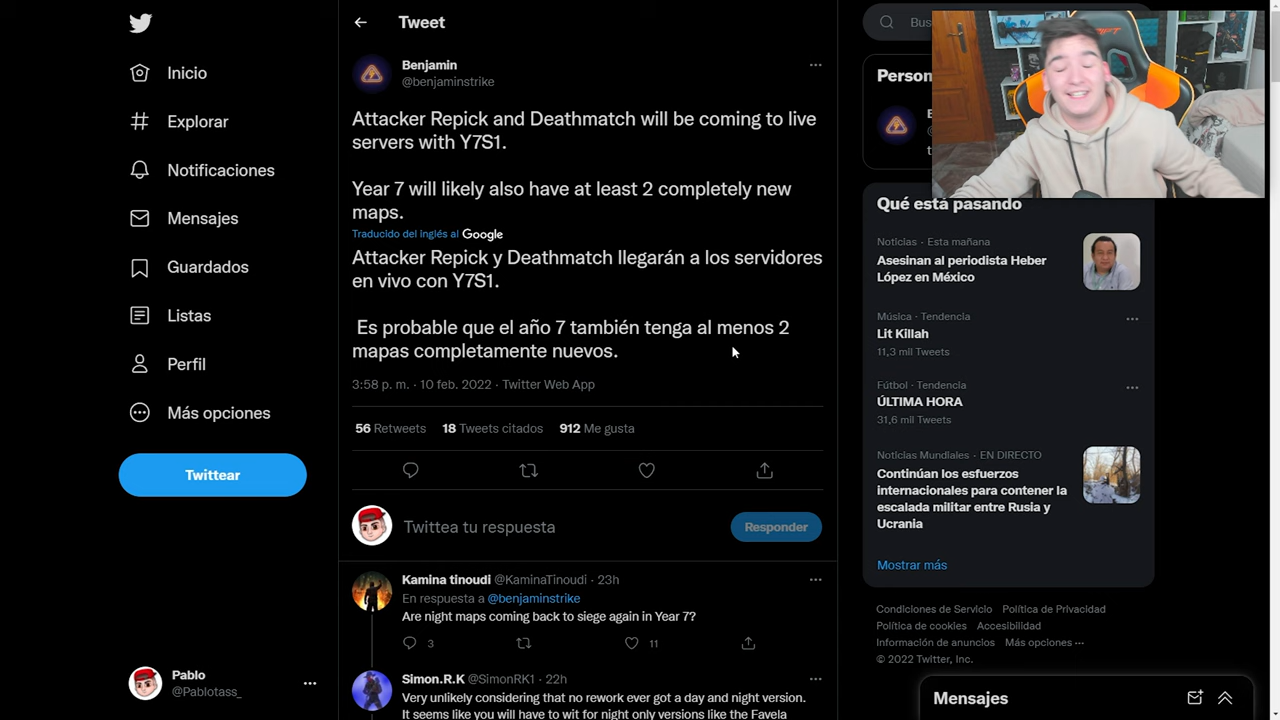 Tweet
Inicio
Explorar
Notificaciones
Mensajes
Guardados
Listas
Perfil
Más opciones
Twittear
Pablo
@Pablotass_
Benjamin
@benjaminstrike
Attacker Repick and Deathmatch will be coming to live
servers with Y7S1.
Year 7 will likely also have at least 2 completely new
maps.
Traducido del inglés al Google
Attacker Repick y Deathmatch llegarán a los servidores
en vivo con Y7S1.
Es probable que el año 7 también tenga al menos 2
mapas completamente nuevos.
3:58 p. m. · 10 feb. 2022 · Twitter Web App
56 Retweets 18 Tweets citados 912 Me gusta
Twittea tu respuesta
Responder
Kamina tinoudi @KaminaTinoudi · 23h
En respuesta a @benjaminstrike
Are night maps coming back to siege again in Year 7?
3 11
Simon.R.K @SimonRK1 · 22h
Very unlikely considering that no rework ever got a day and night version.
It seems like you will have to wit for night only versions like the Favela
Qué está pasando
Noticias · Esta mañana
Asesinan al periodista Heber
López en México
Música · Tendencia
Lit Killah
11,3 mil Tweets
Fútbol · Tendencia
ÚLTIMA HORA
31,6 mil Tweets
Noticias Mundiales · EN DIRECTO
Continúan los esfuerzos
internacionales para contener la
escalada militar entre Rusia y
Ucrania
Mostrar más
Condiciones de Servicio Política de Privacidad
Política de cookies Accesibilidad
Información de anuncios Más opciones ···
© 2022 Twitter, Inc.
Mensajes